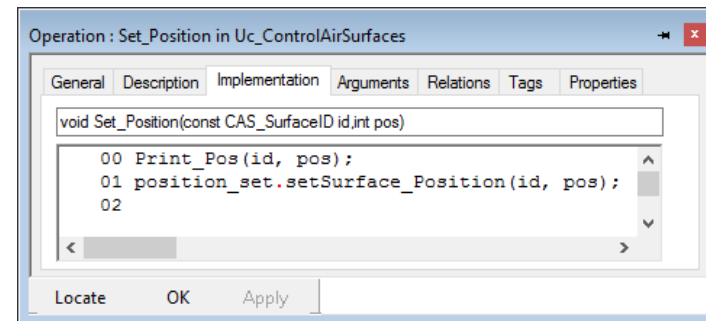 Operation : Set_Position in Uc_ControlAirSurfaces
General Description Implementation Arguments Relations Tags Properties
void Set_Position(const CAS_SurfaceID id,int pos)
00 Print_Pos(id, pos);
01 position_set.setSurface_Position(id, pos);
02
Locate OK Apply